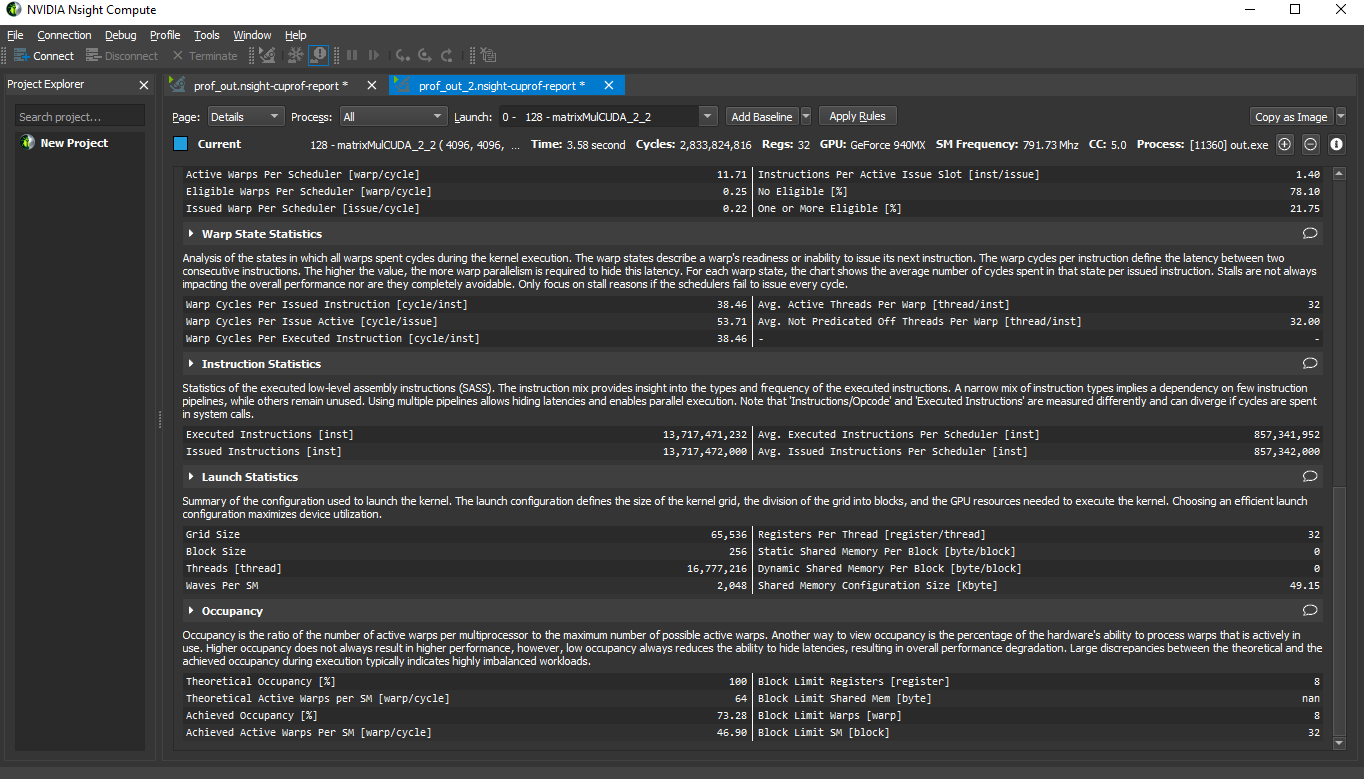 NVIDIA Nsight Compute
File Connection Debug Profile Tools Window Help
Connect Disconnect Terminate
Project Explorer
prof_out.nsight-cuprof-report *
prof_out_2.nsight-cuprof-report *
Search project...
New Project
Page: Details Process: All Launch: 0 - 128 - matrixMulCUDA_2_2 Add Baseline Apply Rules Copy as Image
Current 128 - matrixMulCUDA_2_2 ( 4096, 4096, ... Time: 3.58 second Cycles: 2,833,824,816 Regs: 32 GPU: GeForce 940MX SM Frequency: 791.73 Mhz CC: 5.0 Process: [11360] out.exe
Active Warps Per Scheduler [warp/cycle] 11.71 Instructions Per Active Issue Slot [inst/issue] 1.40
Eligible Warps Per Scheduler [warp/cycle] 0.25 No Eligible [%] 78.10
Issued Warp Per Scheduler [issue/cycle] 0.22 One or More Eligible [%] 21.75
Warp State Statistics
Analysis of the states in which all warps spent cycles during the kernel execution. The warp states describe a warp's readiness or inability to issue its next instruction. The warp cycles per instruction define the latency between two
consecutive instructions. The higher the value, the more warp parallelism is required to hide this latency. For each warp state, the chart shows the average number of cycles spent in that state per issued instruction. Stalls are not always
impacting the overall performance nor are they completely avoidable. Only focus on stall reasons if the schedulers fail to issue every cycle.
Warp Cycles Per Issued Instruction [cycle/inst] 38.46 Avg. Active Threads Per Warp [thread/inst] 32
Warp Cycles Per Issue Active [cycle/issue] 53.71 Avg. Not Predicated Off Threads Per Warp [thread/inst] 32.00
Warp Cycles Per Executed Instruction [cycle/inst] 38.46 - -
Instruction Statistics
Statistics of the executed low-level assembly instructions (SASS). The instruction mix provides insight into the types and frequency of the executed instructions. A narrow mix of instruction types implies a dependency on few instruction
pipelines, while others remain unused. Using multiple pipelines allows hiding latencies and enables parallel execution. Note that 'Instructions/Opcode' and 'Executed Instructions' are measured differently and can diverge if cycles are spent
in system calls.
Executed Instructions [inst] 13,717,471,232 Avg. Executed Instructions Per Scheduler [inst] 857,341,952
Issued Instructions [inst] 13,717,472,000 Avg. Issued Instructions Per Scheduler [inst] 857,342,000
Launch Statistics
Summary of the configuration used to launch the kernel. The launch configuration defines the size of the kernel grid, the division of the grid into blocks, and the GPU resources needed to execute the kernel. Choosing an efficient launch
configuration maximizes device utilization.
Grid Size 65,536 Registers Per Thread [register/thread] 32
Block Size 256 Static Shared Memory Per Block [byte/block] 0
Threads [thread] 16,777,216 Dynamic Shared Memory Per Block [byte/block] 0
Waves Per SM 2,048 Shared Memory Configuration Size [Kbyte] 49.15
Occupancy
Occupancy is the ratio of the number of active warps per multiprocessor to the maximum number of possible active warps. Another way to view occupancy is the percentage of the hardware's ability to process warps that is actively in
use. Higher occupancy does not always result in higher performance, however, low occupancy always reduces the ability to hide latencies, resulting in overall performance degradation. Large discrepancies between the theoretical and the
achieved occupancy during execution typically indicates highly imbalanced workloads.
Theoretical Occupancy [%] 100 Block Limit Registers [register] 8
Theoretical Active Warps per SM [warp/cycle] 64 Block Limit Shared Mem [byte] nan
Achieved Occupancy [%] 73.28 Block Limit Warps [warp] 8
Achieved Active Warps Per SM [warp/cycle] 46.90 Block Limit SM [block] 32